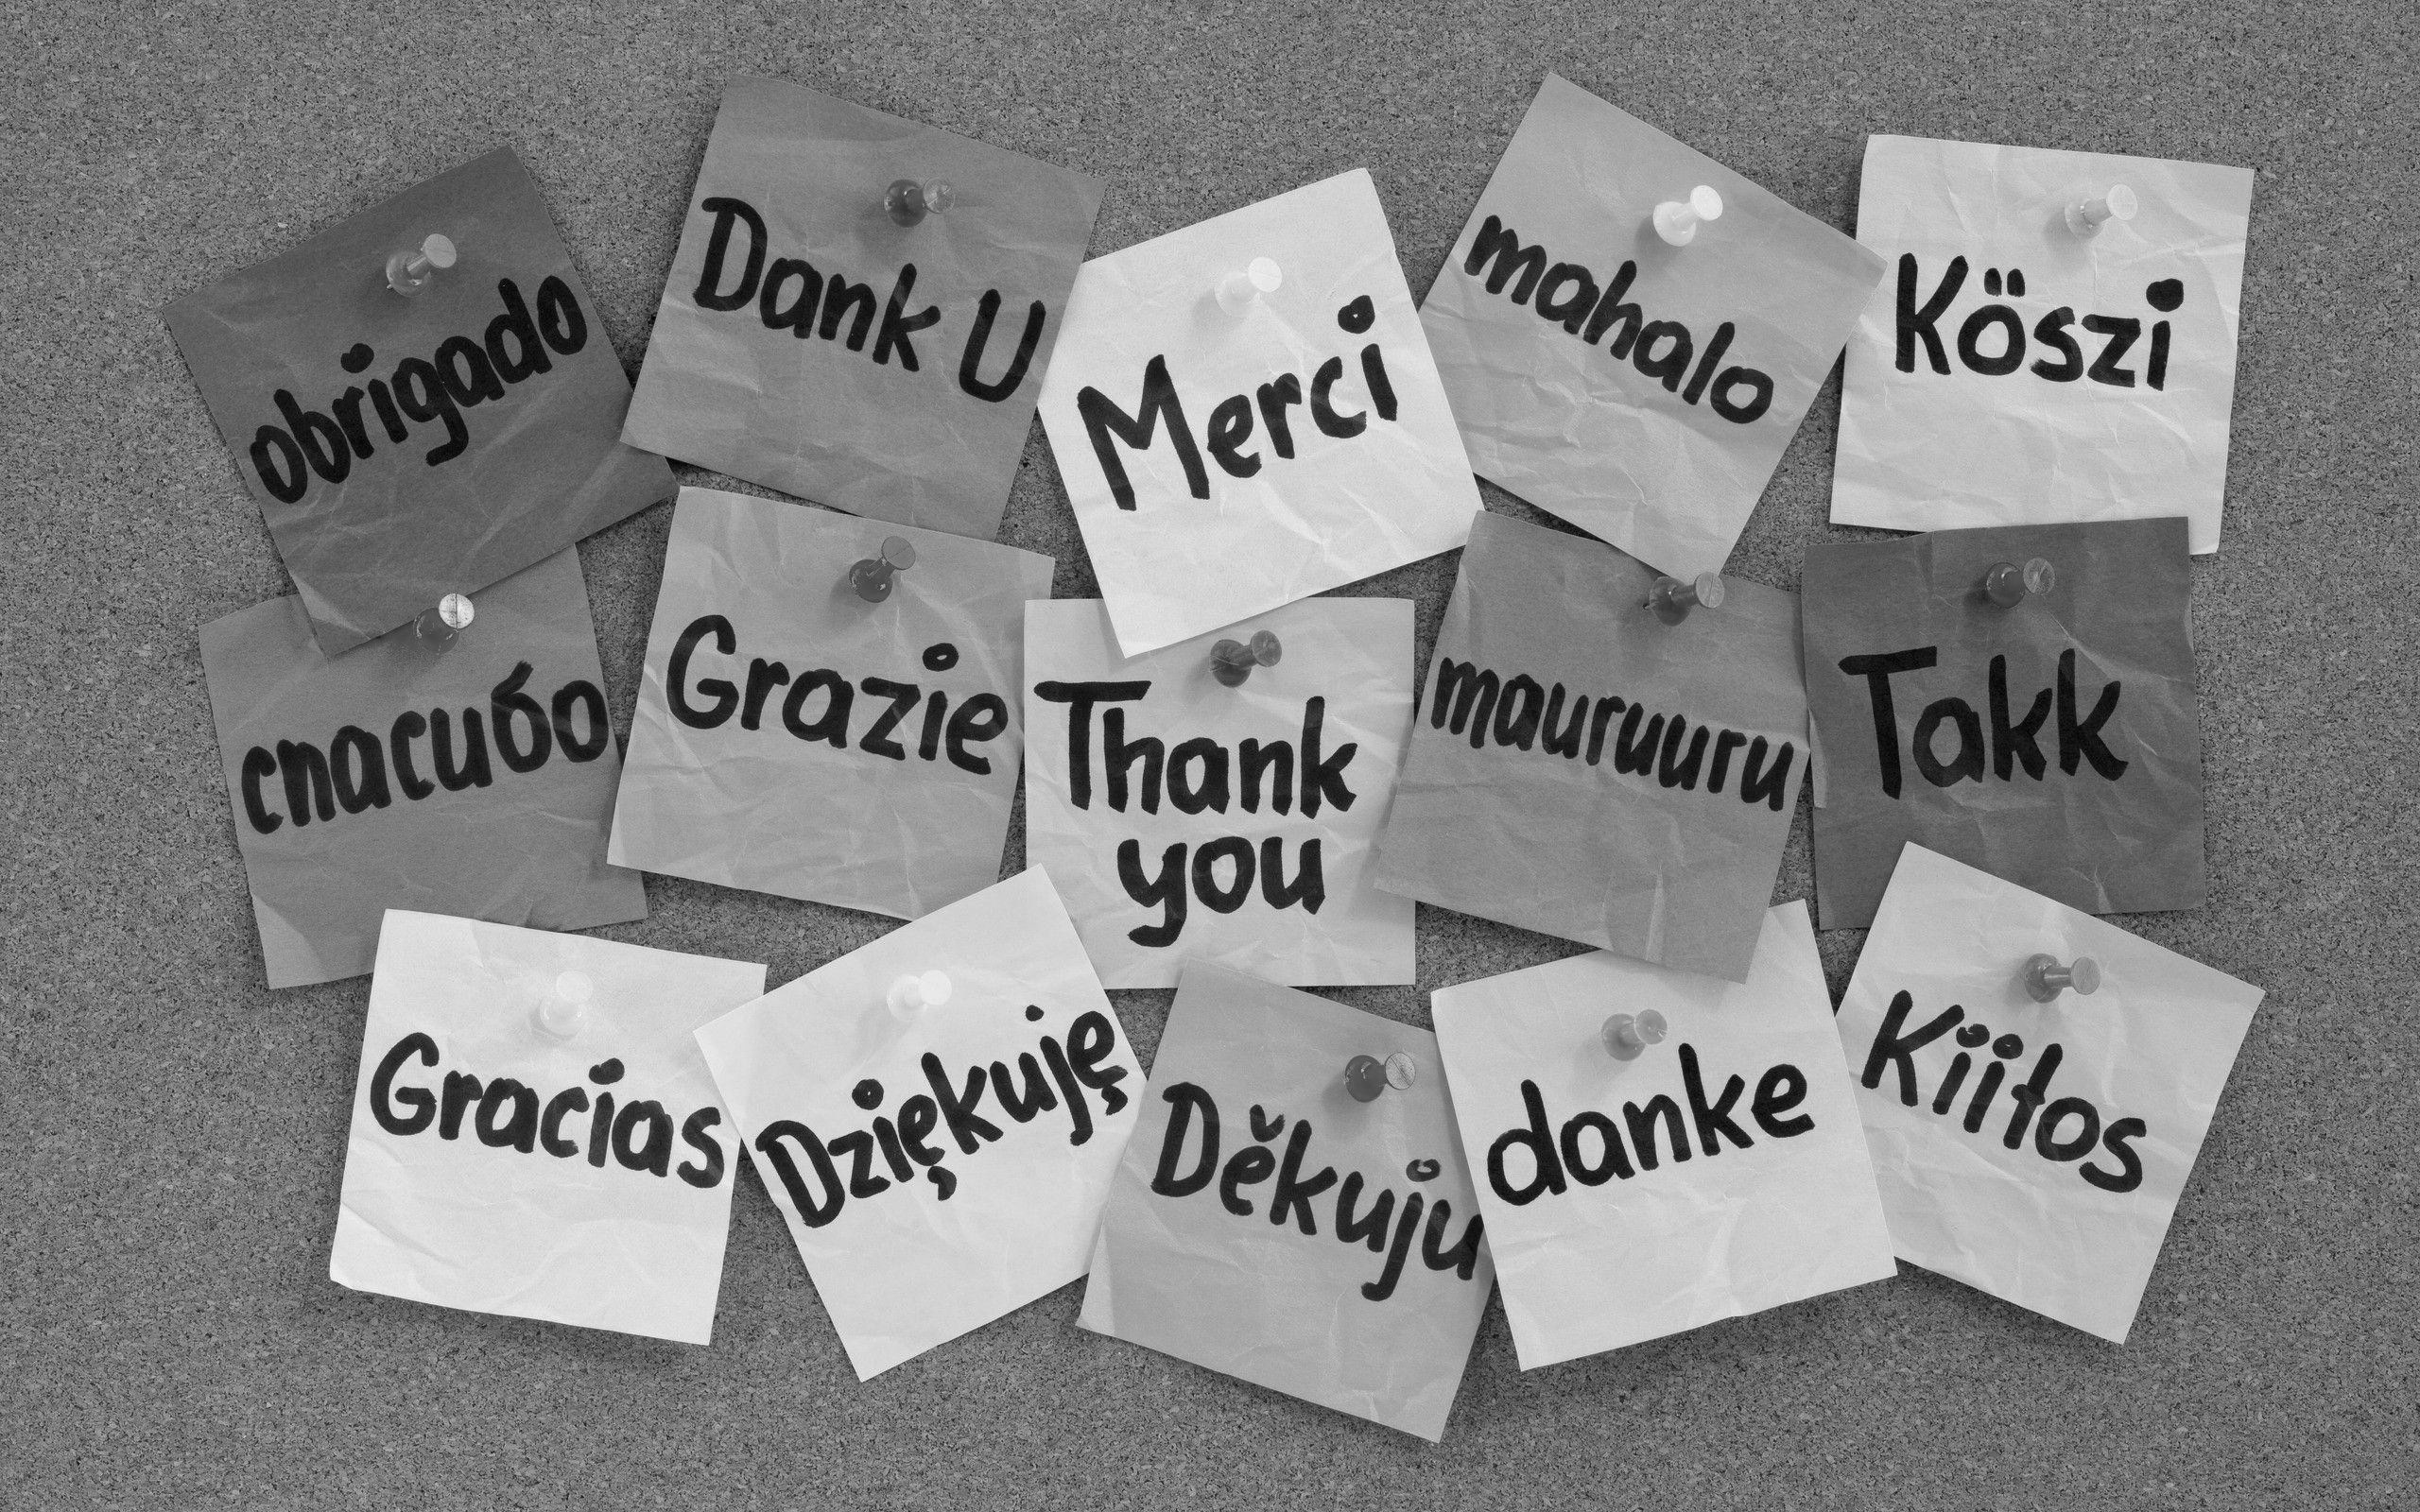 obrigado
Dank U
Merci
mahalo
Köszi
спасибо
Grazie
Thank
you
mauruuru
Takk
Gracias
Dziękuję
Děkuju
danke
Kiitos